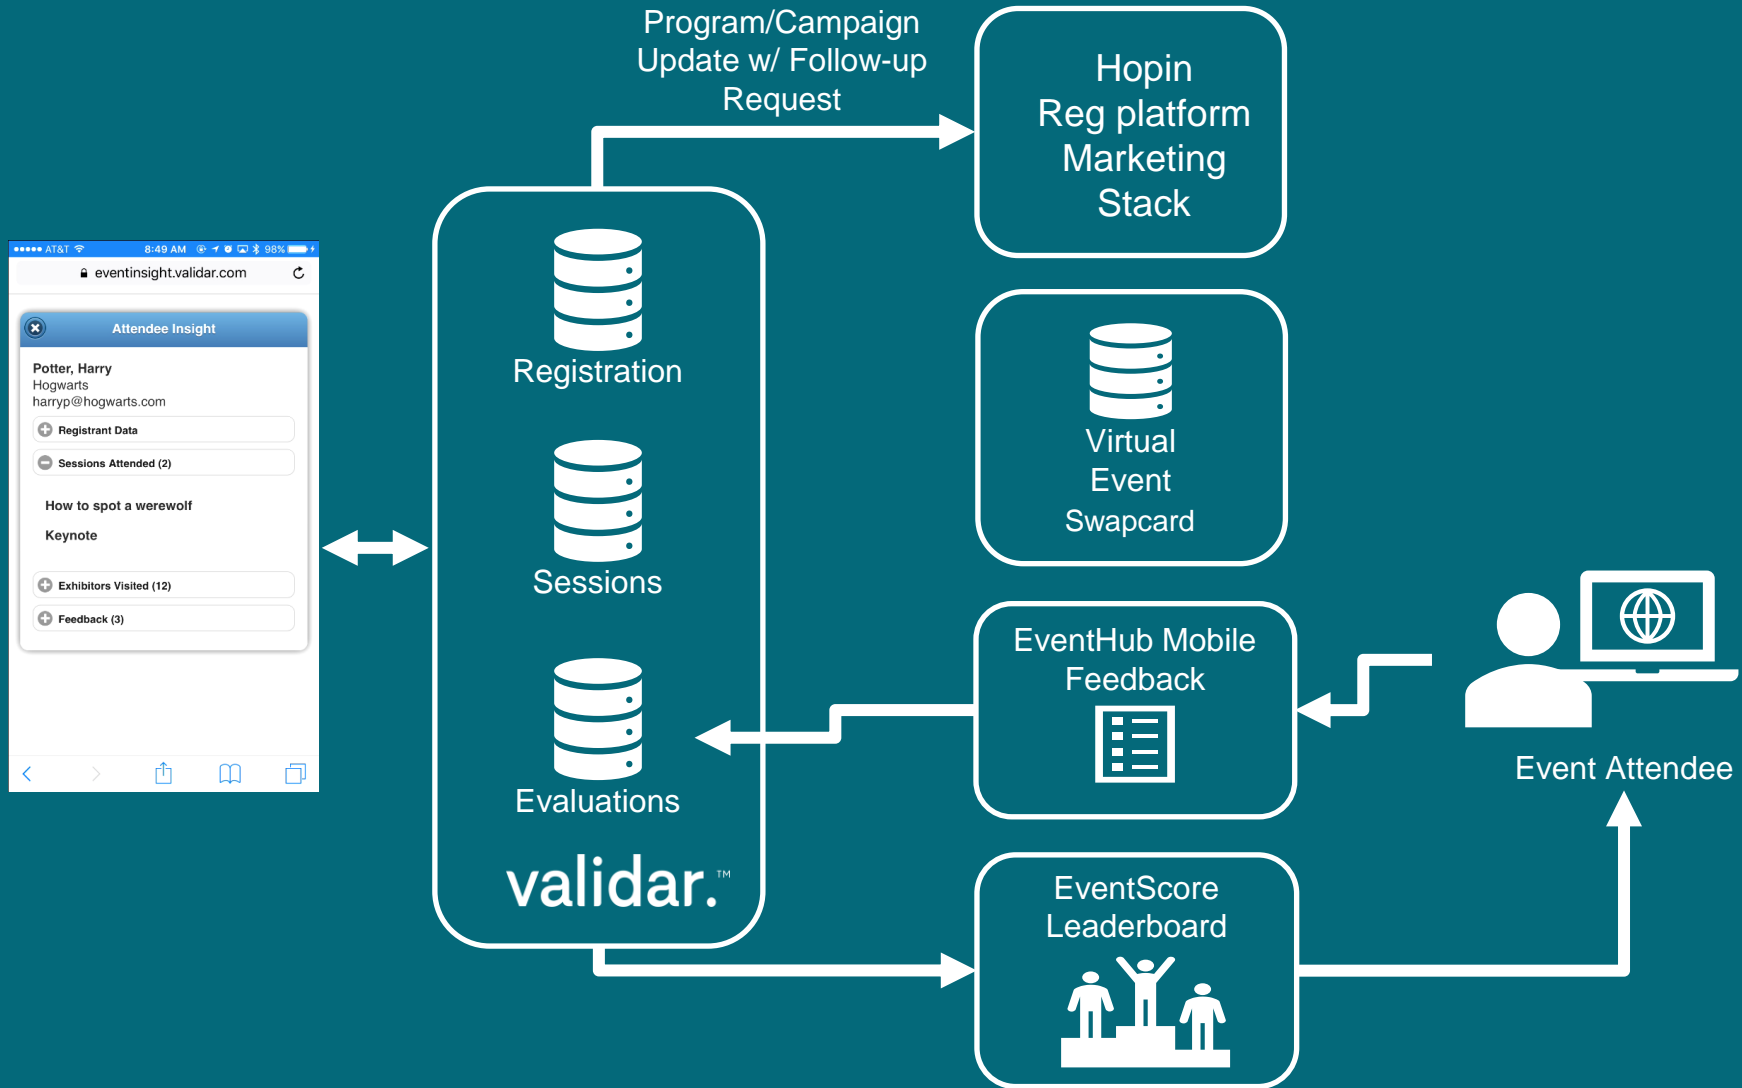 Program/Campaign
Update w/ Follow-up
Request
Hopin
Reg platform
Marketing
Stack
AT&T
8:49 AM
98%
eventinsight.validar.com
Attendee Insight
Potter, Harry
Hogwarts
harryp@hogwarts.com
Registrant Data
Sessions Attended (2)
How to spot a werewolf
Keynote
Exhibitors Visited (12)
Feedback (3)
Registration
Sessions
Evaluations
validar.™
Virtual
Event
Swapcard
EventHub Mobile
Feedback
Event Attendee
EventScore
Leaderboard